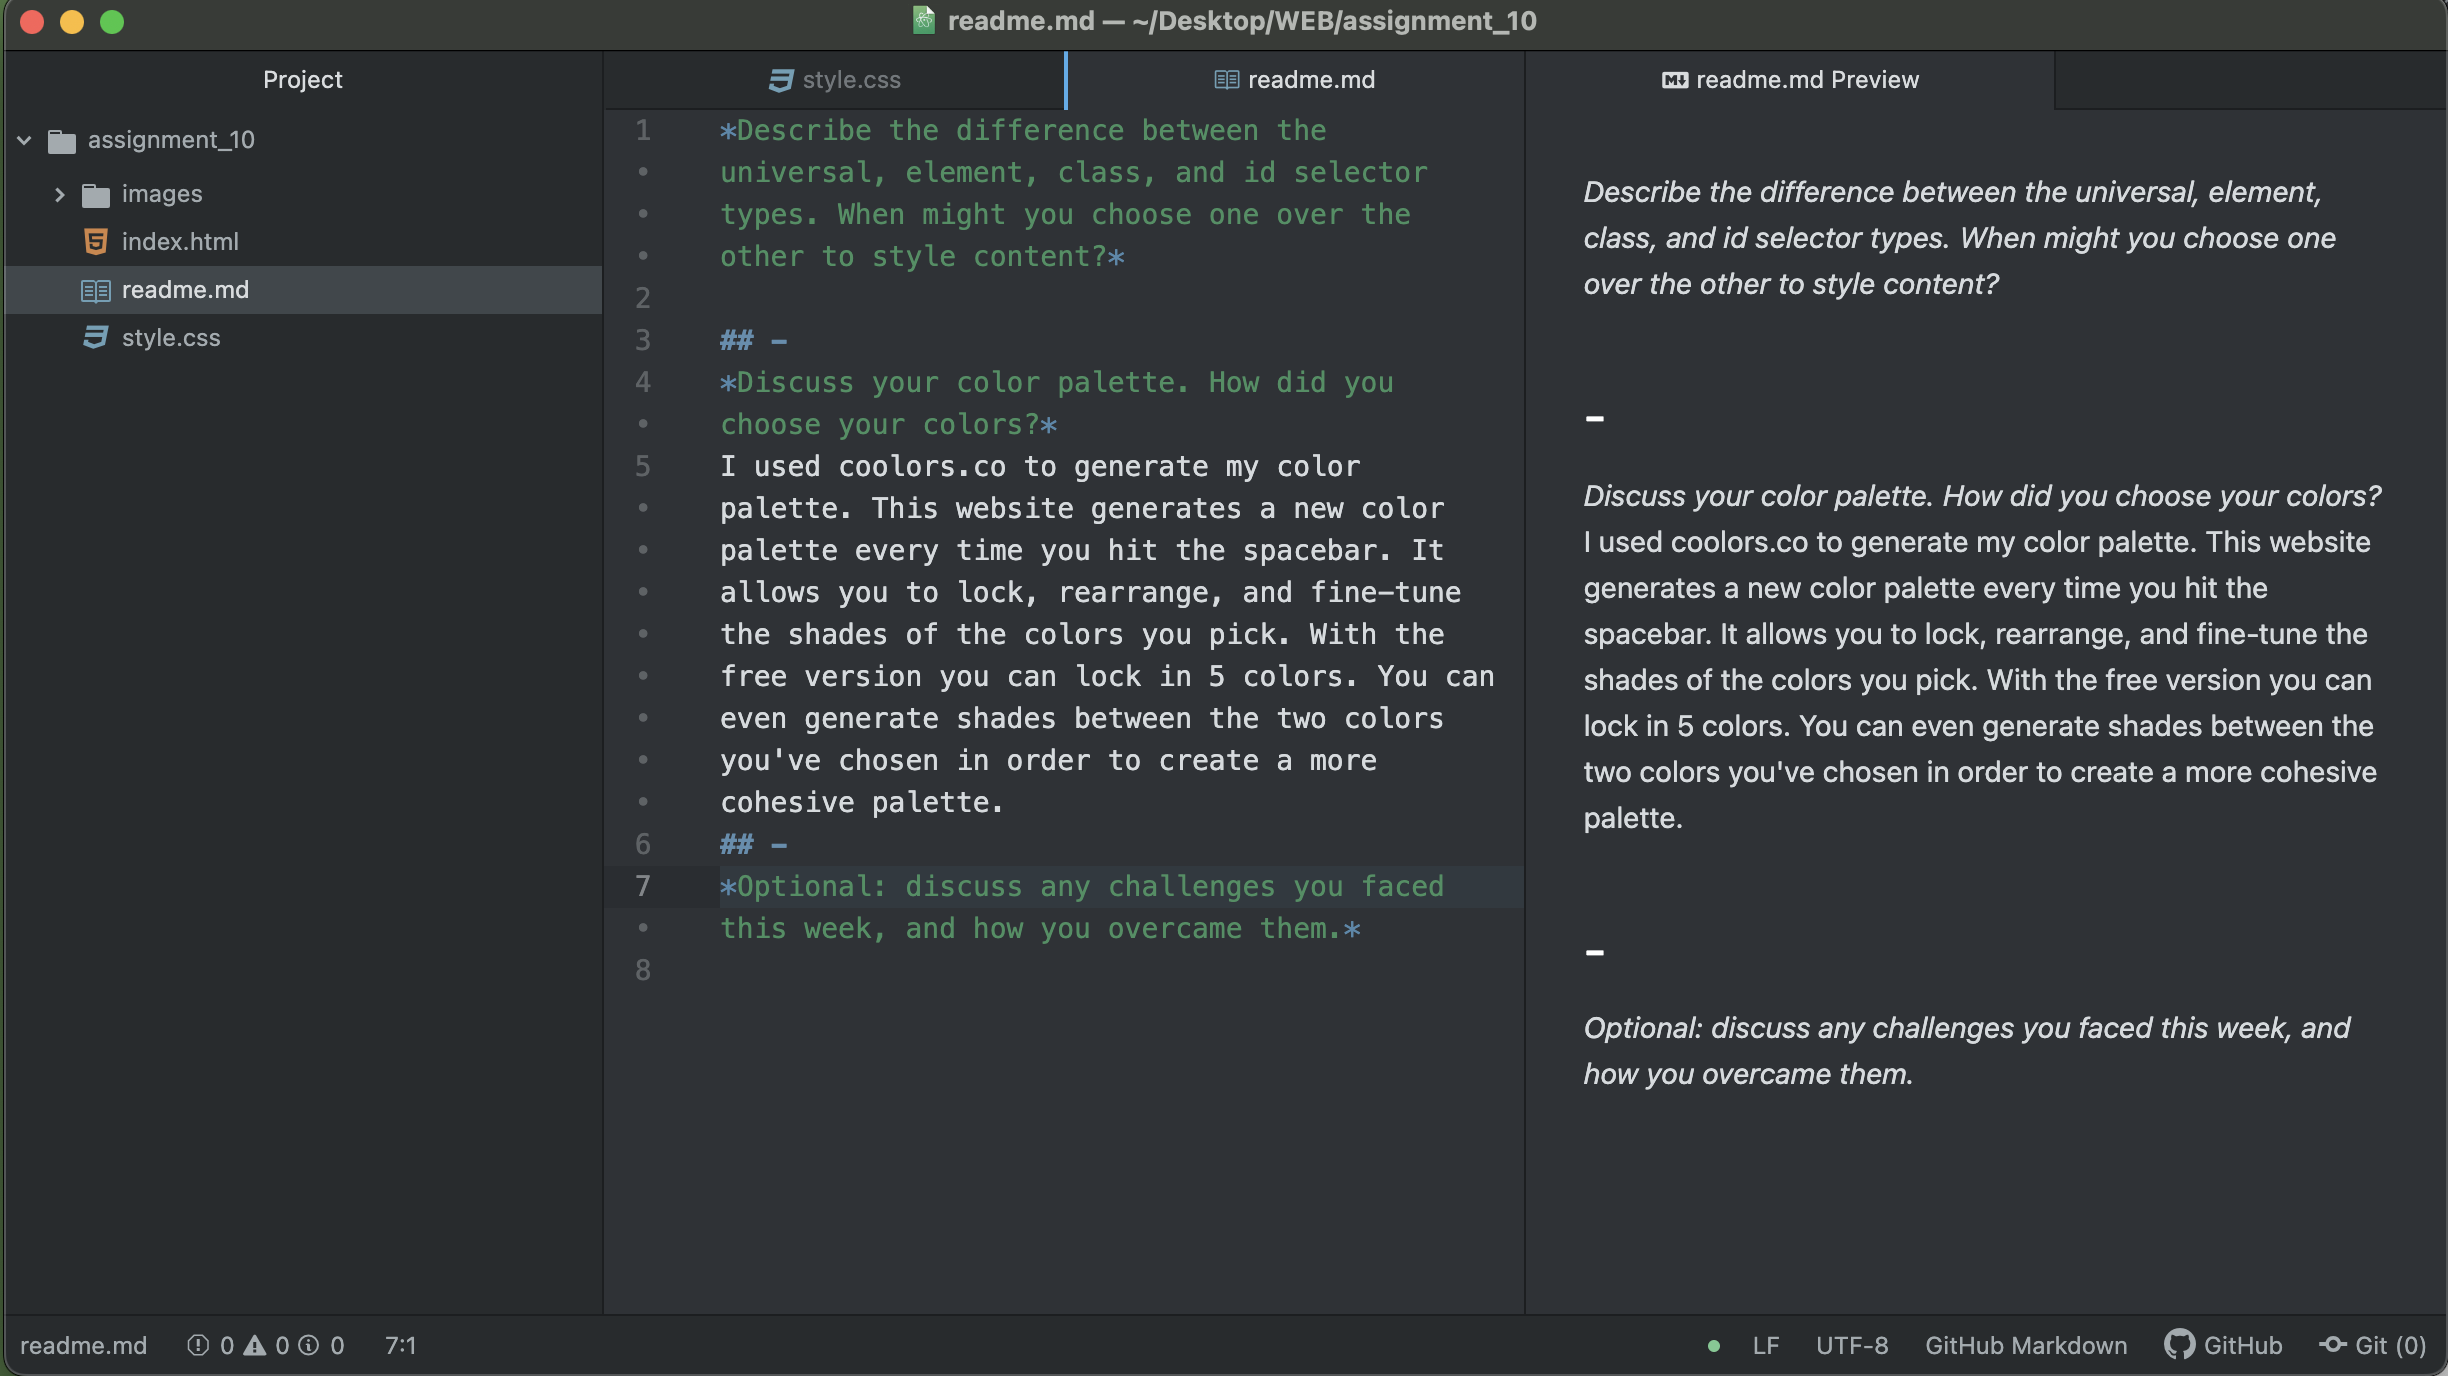 readme.md — ~/Desktop/WEB/assignment_10
Project
style.css
readme.md
readme.md Preview
assignment_10
images
index.html
readme.md
style.css
1 *Describe the difference between the
• universal, element, class, and id selector
• types. When might you choose one over the
• other to style content?*
2
3 ## -
4 *Discuss your color palette. How did you
• choose your colors?*
5 I used coolors.co to generate my color
• palette. This website generates a new color
• palette every time you hit the spacebar. It
• allows you to lock, rearrange, and fine-tune
• the shades of the colors you pick. With the
• free version you can lock in 5 colors. You can
• even generate shades between the two colors
• you've chosen in order to create a more
• cohesive palette.
6 ## -
7 *Optional: discuss any challenges you faced
• this week, and how you overcame them.*
8
Describe the difference between the universal, element,
class, and id selector types. When might you choose one
over the other to style content?
-
Discuss your color palette. How did you choose your colors?
I used coolors.co to generate my color palette. This website
generates a new color palette every time you hit the
spacebar. It allows you to lock, rearrange, and fine-tune the
shades of the colors you pick. With the free version you can
lock in 5 colors. You can even generate shades between the
two colors you've chosen in order to create a more cohesive
palette.
-
Optional: discuss any challenges you faced this week, and
how you overcame them.
readme.md 0 0 0 7:1
LF UTF-8 GitHub Markdown GitHub Git (0)